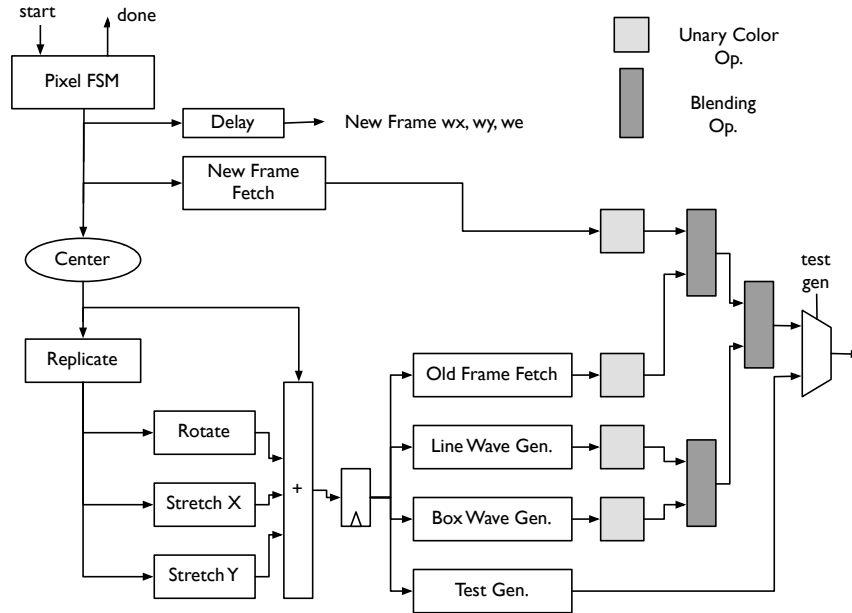 start
done
Pixel FSM
Unary Color
Op.
Blending
Op.
Delay
New Frame wx, wy, we
New Frame
Fetch
Center
test
gen
Replicate
Old Frame Fetch
Rotate
Line Wave Gen.
+
Stretch X
Box Wave Gen.
Stretch Y
Test Gen.